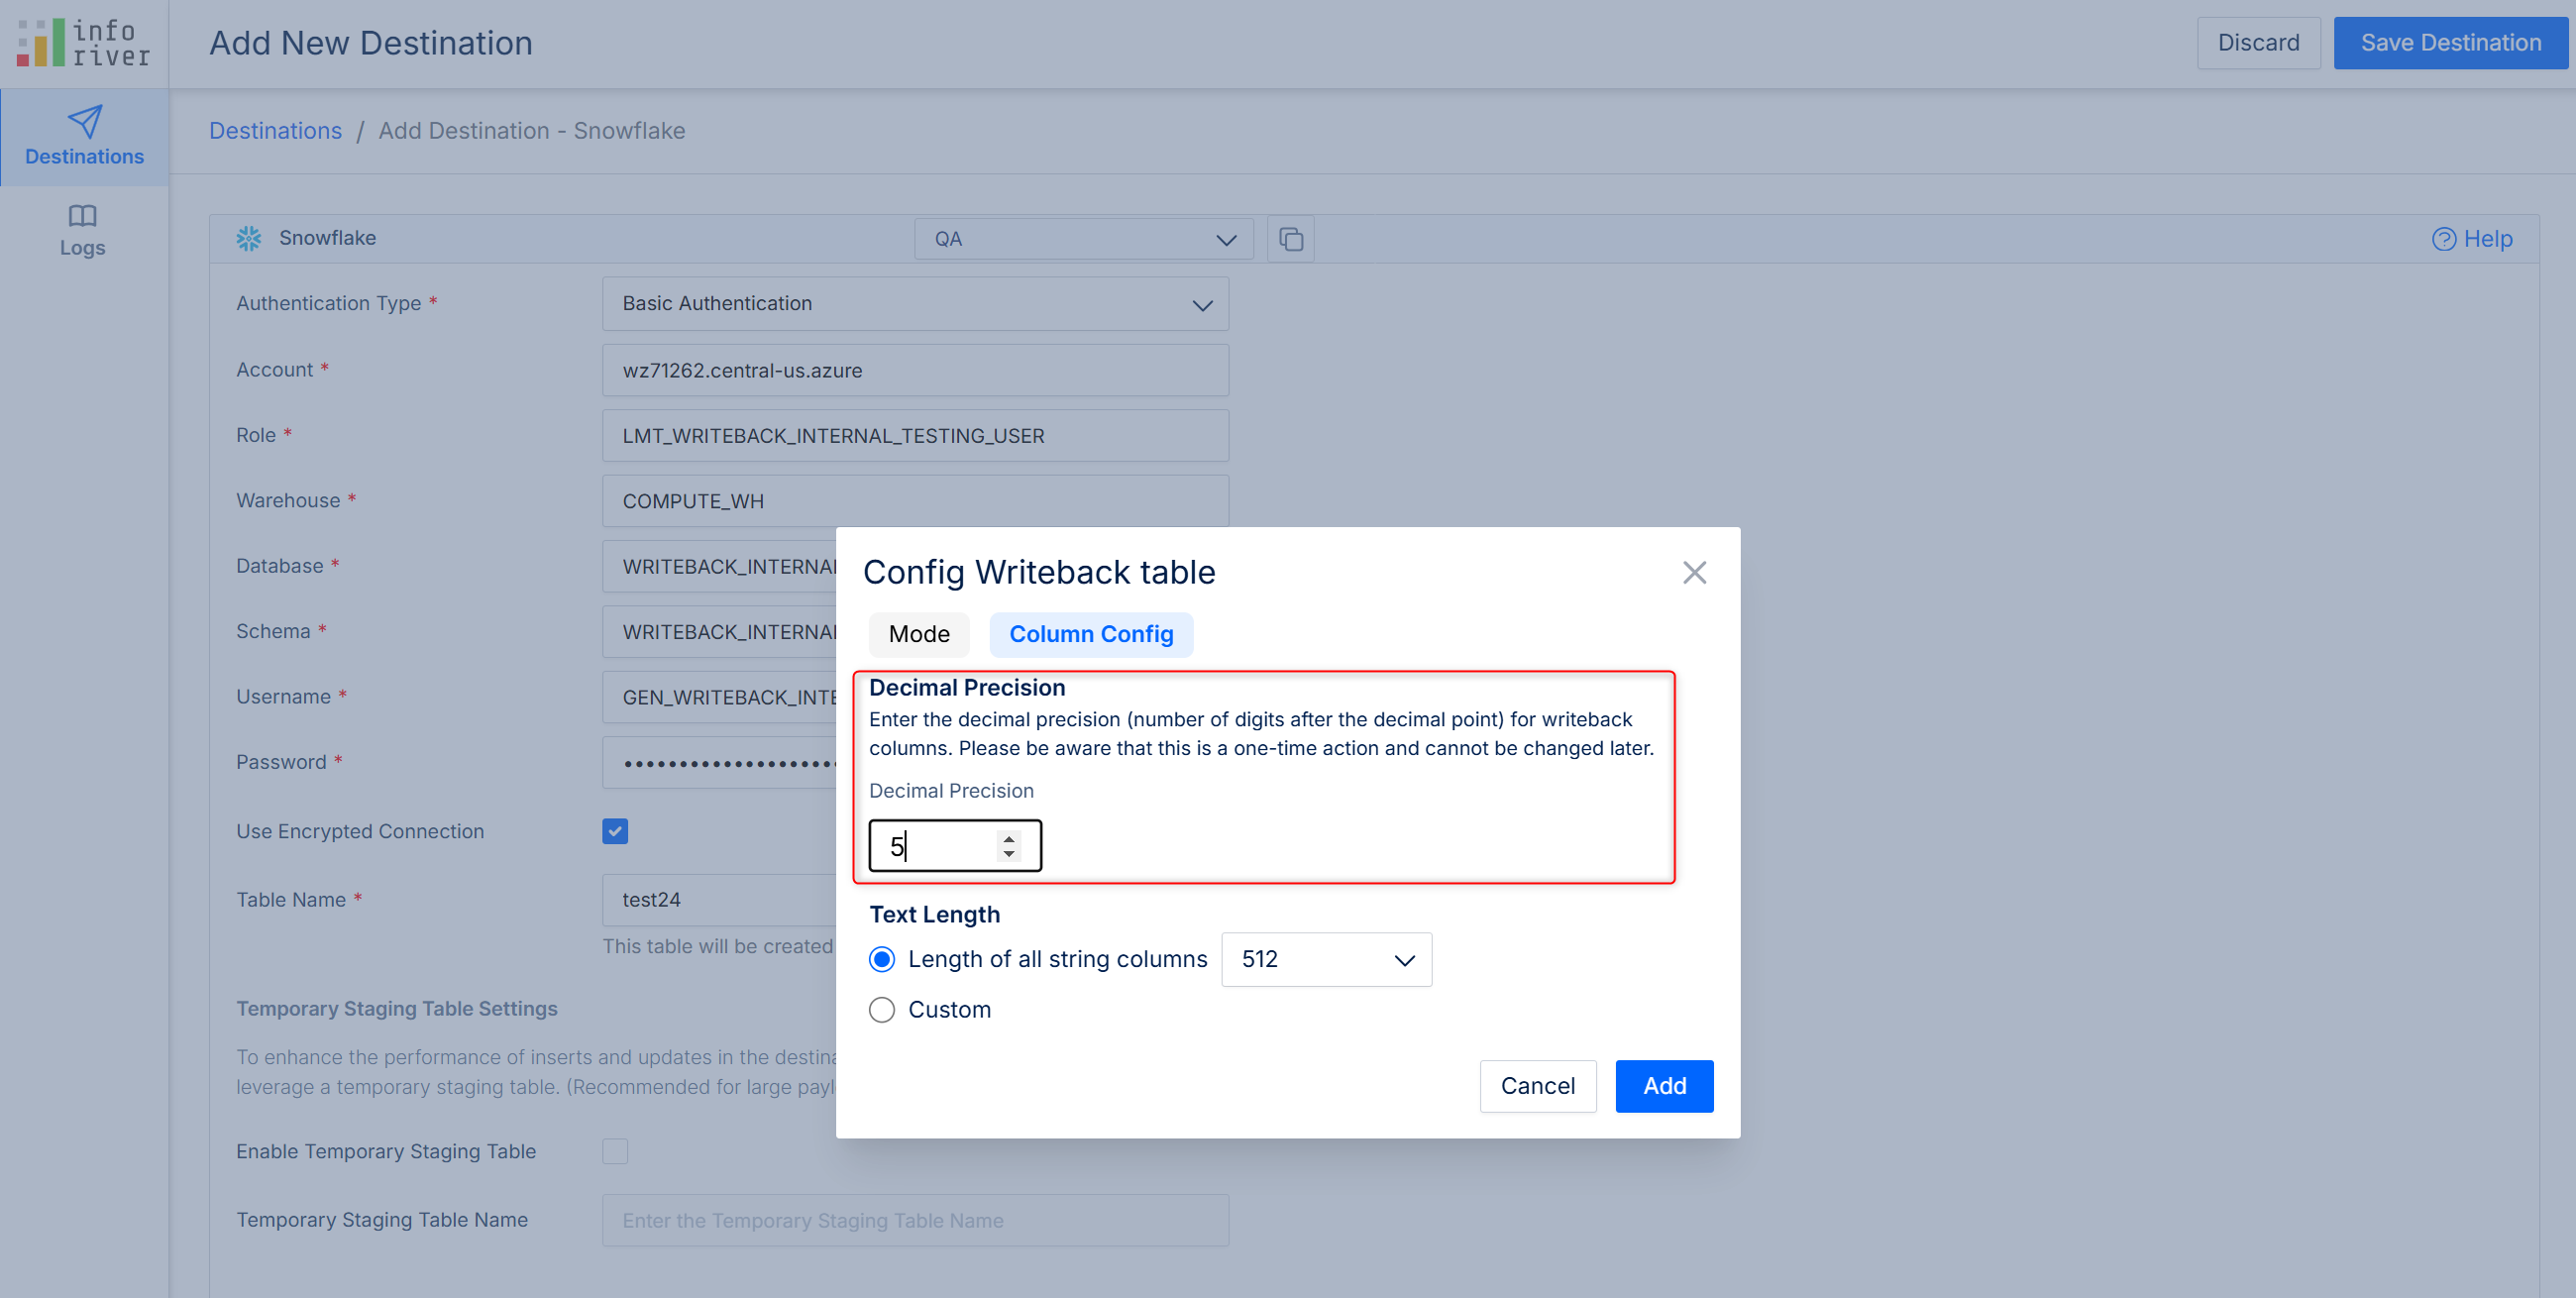 info
river
Add New Destination
Discard
Save Destination
Destinations
Logs
Destinations / Add Destination - Snowflake
Snowflake
QA
Help
Authentication Type *
Basic Authentication
Account *
wz71262.central-us.azure
Role *
LMT_WRITEBACK_INTERNAL_TESTING_USER
Warehouse *
COMPUTE_WH
Database *
WRITEBACK_INTERNAL
Schema *
WRITEBACK_INTERNAL
Username *
GEN_WRITEBACK_INTE
Password *
Use Encrypted Connection
Table Name *
test24
This table will be created
Temporary Staging Table Settings
To enhance the performance of inserts and updates in the destina
leverage a temporary staging table. (Recommended for large payl
Enable Temporary Staging Table
Temporary Staging Table Name
Enter the Temporary Staging Table Name
Config Writeback table
Mode
Column Config
Decimal Precision
Enter the decimal precision (number of digits after the decimal point) for writeback
columns. Please be aware that this is a one-time action and cannot be changed later.
Decimal Precision
5
Text Length
Length of all string columns
512
Custom
Cancel
Add